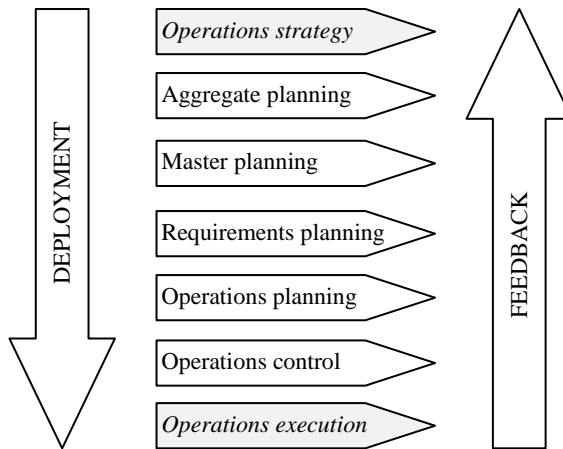 Operations strategy
Aggregate planning
Master planning
Requirements planning
Operations planning
Operations control
Operations execution
DEPLOYMENT
FEEDBACK